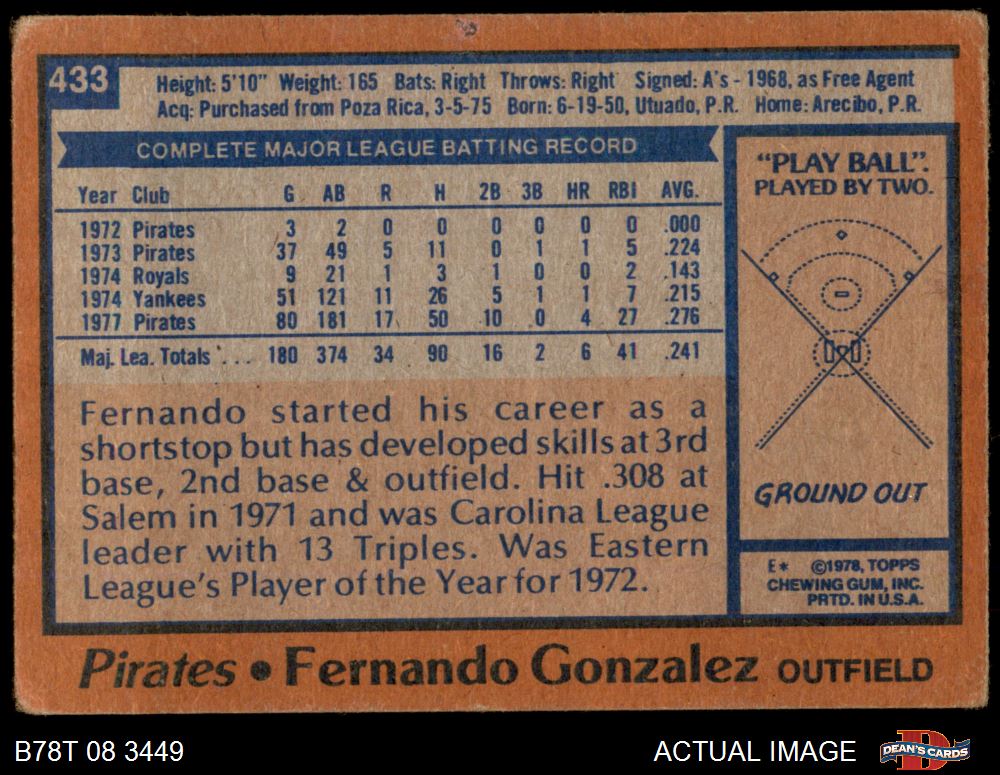 433
Height: 5'10" Weight: 165 Bats: Right Throws: Right Signed: A's - 1968, as Free Agent
Acq: Purchased from Poza Rica, 3-5-75 Born: 6-19-50, Utuado, P.R. Home: Arecibo, P.R.
COMPLETE MAJOR LEAGUE BATTING RECORD
Year Club G AB R H 2B 3B HR RBI AVG.
1972 Pirates 3 2 0 0 0 0 0 0 .000
1973 Pirates 37 49 5 11 0 1 1 5 .224
1974 Royals 9 21 1 3 1 0 0 2 .143
1974 Yankees 51 121 11 26 5 1 1 7 .215
1977 Pirates 80 181 17 50 10 0 4 27 .276
Maj. Lea. Totals . . . 180 374 34 90 16 2 6 41 .241
Fernando started his career as a
shortstop but has developed skills at 3rd
base, 2nd base & outfield. Hit .308 at
Salem in 1971 and was Carolina League
leader with 13 Triples. Was Eastern
League's Player of the Year for 1972.
"PLAY BALL".
PLAYED BY TWO.
GROUND OUT
E* ©1978, TOPPS
CHEWING GUM, INC.
PRTD. IN U.S.A.
Pirates • Fernando Gonzalez OUTFIELD
B78T 08 3449
ACTUAL IMAGE
D
DEAN'S CARDS